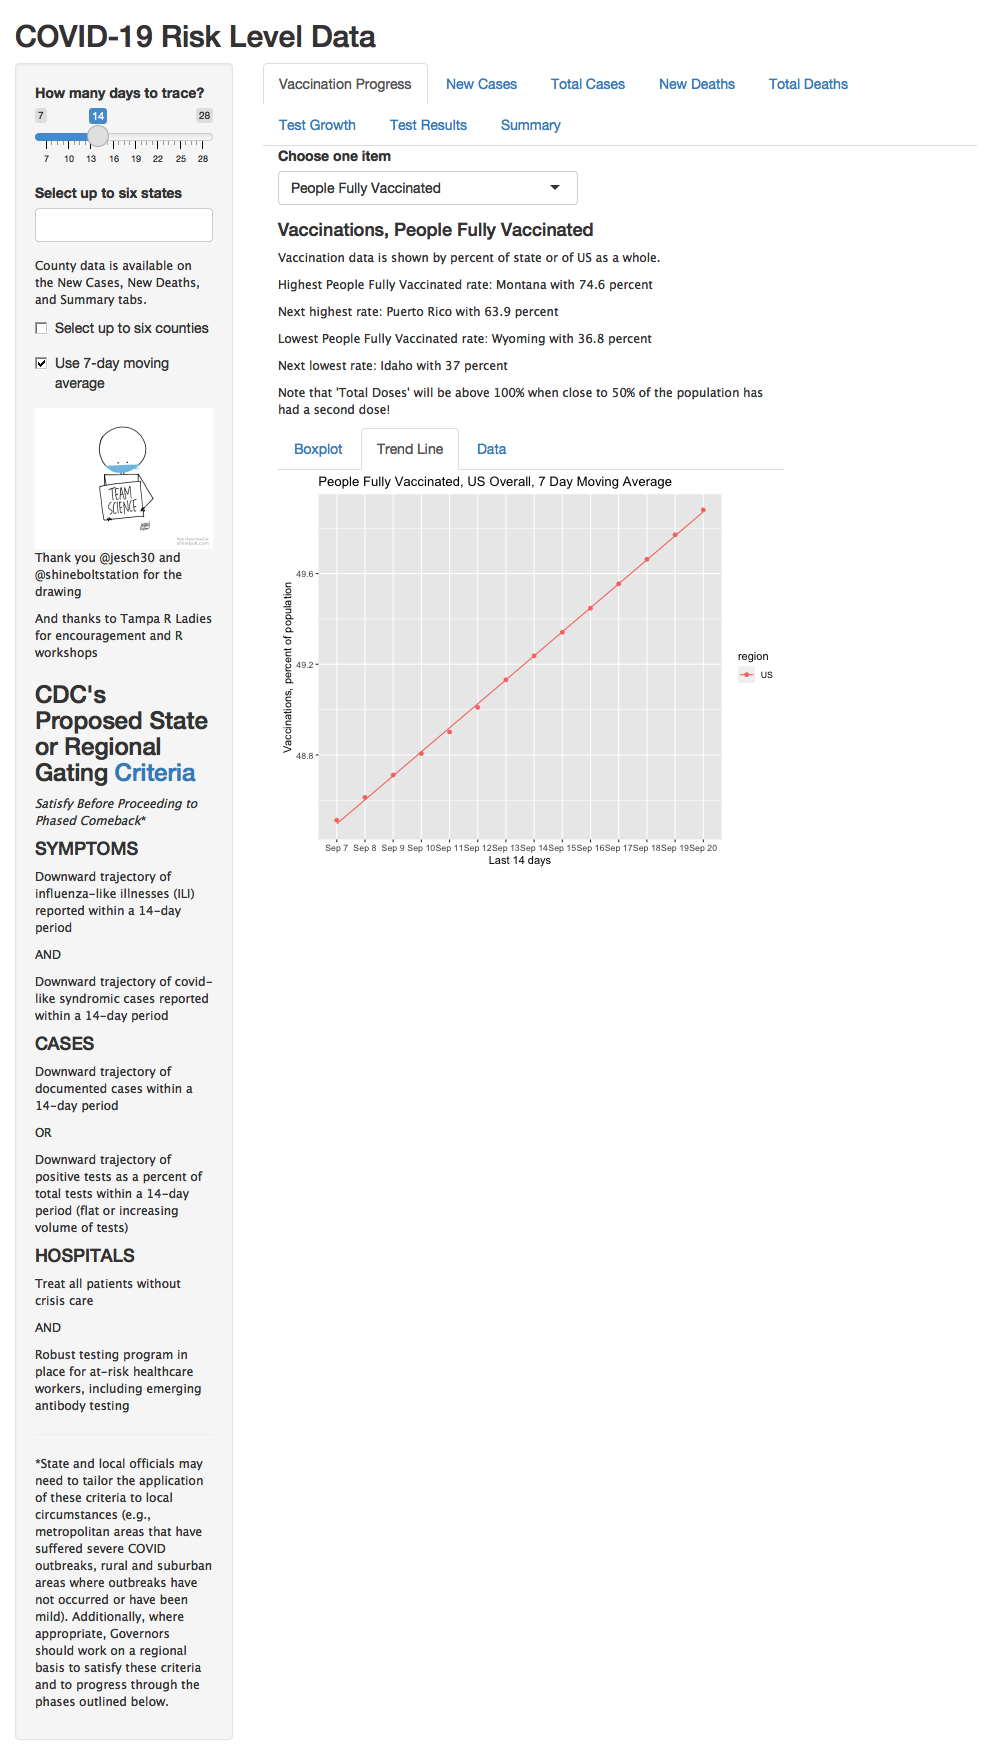 COVID-19 Risk Level Data
How many days to trace?
7
14
28
7 10 13 16 19 22 25 28
Select up to six states
County data is available on
the New Cases, New Deaths,
and Summary tabs.
Select up to six counties
Use 7-day moving
average
TEAM
SCIENCE
Thank you @jesch30 and
@shineboltstation for the
drawing
And thanks to Tampa R Ladies
for encouragement and R
workshops
CDC's
Proposed State
or Regional
Gating Criteria
Satisfy Before Proceeding to
Phased Comeback*
SYMPTOMS
Downward trajectory of
influenza-like illnesses (ILI)
reported within a 14-day
period
AND
Downward trajectory of covid-
like syndromic cases reported
within a 14-day period
CASES
Downward trajectory of
documented cases within a
14-day period
OR
Downward trajectory of
positive tests as a percent of
total tests within a 14-day
period (flat or increasing
volume of tests)
HOSPITALS
Treat all patients without
crisis care
AND
Robust testing program in
place for at-risk healthcare
workers, including emerging
antibody testing
*State and local officials may
need to tailor the application
of these criteria to local
circumstances (e.g.,
metropolitan areas that have
suffered severe COVID
outbreaks, rural and suburban
areas where outbreaks have
not occurred or have been
mild). Additionally, where
appropriate, Governors
should work on a regional
basis to satisfy these criteria
and to progress through the
phases outlined below.
Vaccination Progress New Cases Total Cases New Deaths Total Deaths
Test Growth Test Results Summary
Choose one item
People Fully Vaccinated
Vaccinations, People Fully Vaccinated
Vaccination data is shown by percent of state or of US as a whole.
Highest People Fully Vaccinated rate: Montana with 74.6 percent
Next highest rate: Puerto Rico with 63.9 percent
Lowest People Fully Vaccinated rate: Wyoming with 36.8 percent
Next lowest rate: Idaho with 37 percent
Note that 'Total Doses' will be above 100% when close to 50% of the population has
had a second dose!
Boxplot Trend Line Data
People Fully Vaccinated, US Overall, 7 Day Moving Average
Vaccinations, percent of population
49.6
49.2
48.8
Sep 7 Sep 8 Sep 9 Sep 10 Sep 11 Sep 12 Sep 13 Sep 14 Sep 15 Sep 16 Sep 17 Sep 18 Sep 19 Sep 20
Last 14 days
region
US